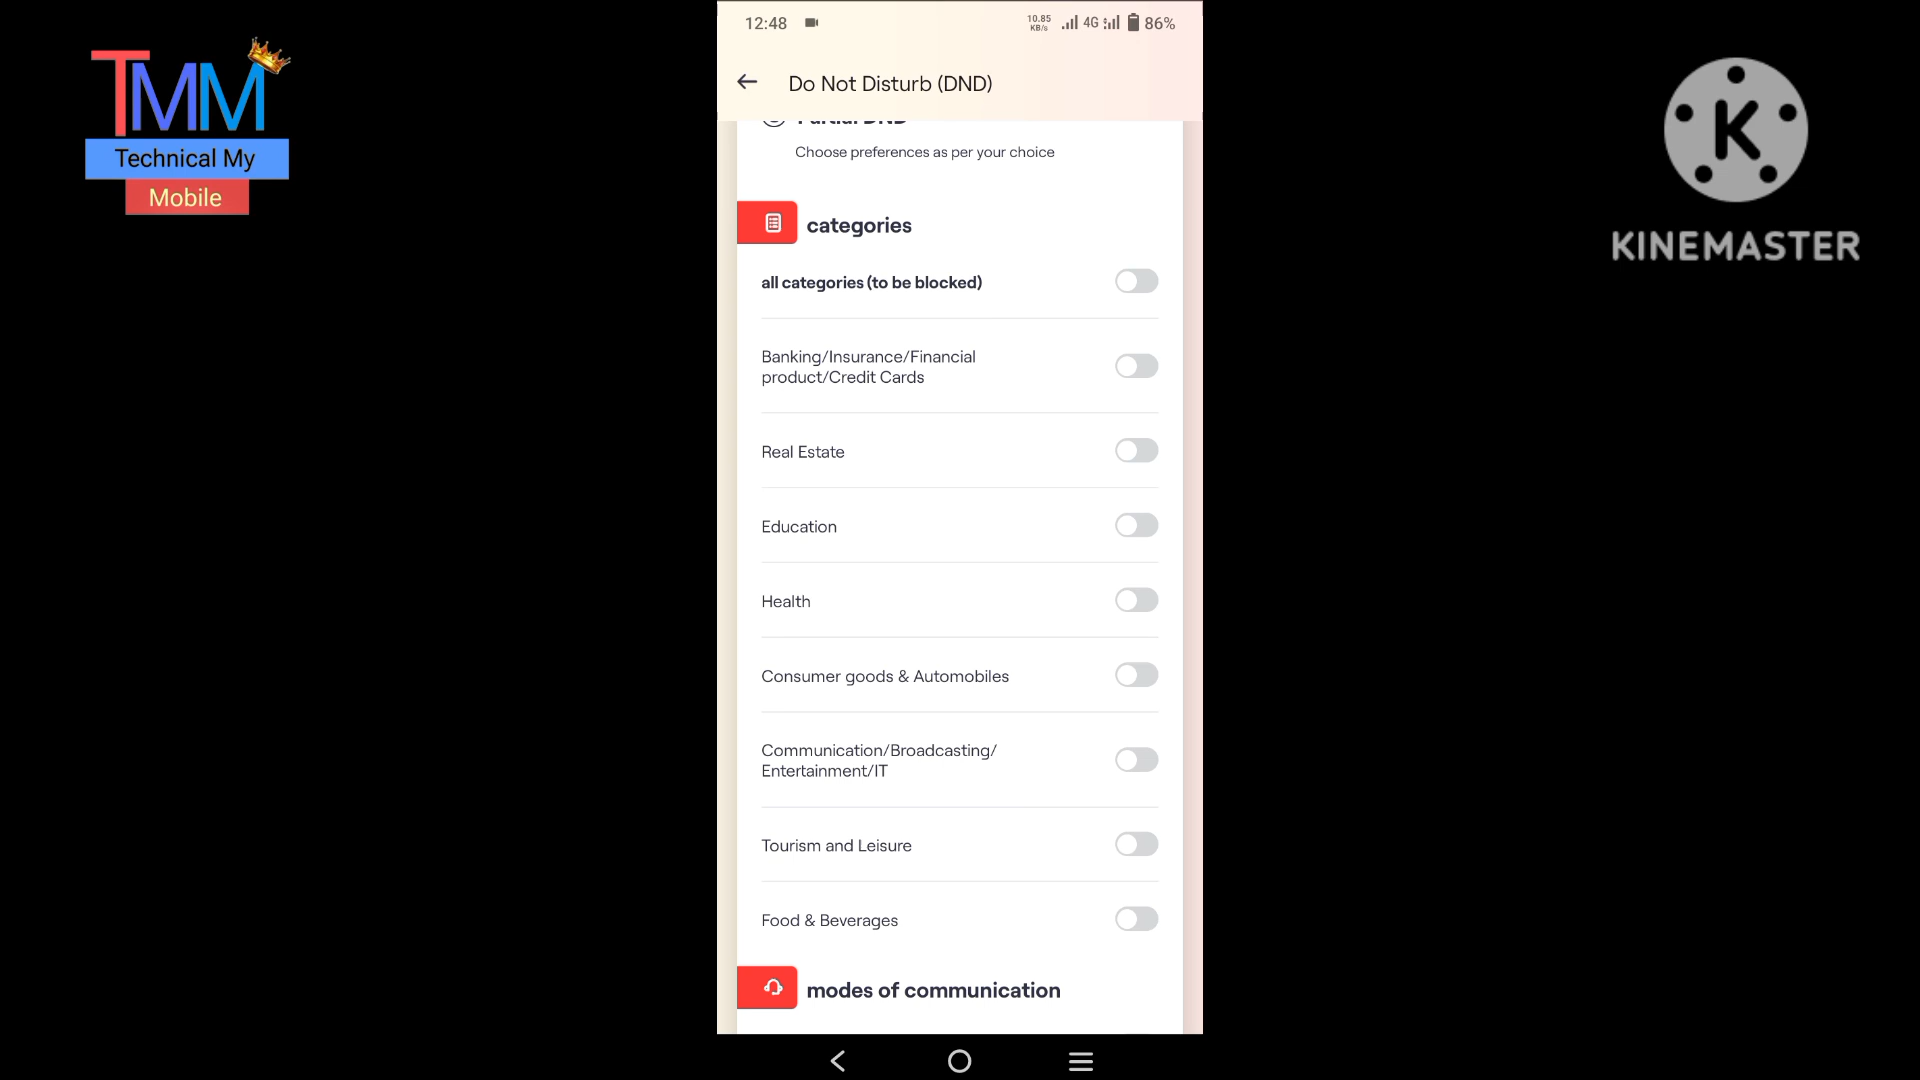 TMM
Technical My
Mobile
12:48
10.85
KB/s
4G
86%
Do Not Disturb (DND)
Partial DND
Choose preferences as per your choice
categories
all categories (to be blocked)
Banking/Insurance/Financial
product/Credit Cards
Real Estate
Education
Health
Consumer goods & Automobiles
Communication/Broadcasting/
Entertainment/IT
Tourism and Leisure
Food & Beverages
modes of communication
K
KINEMASTER